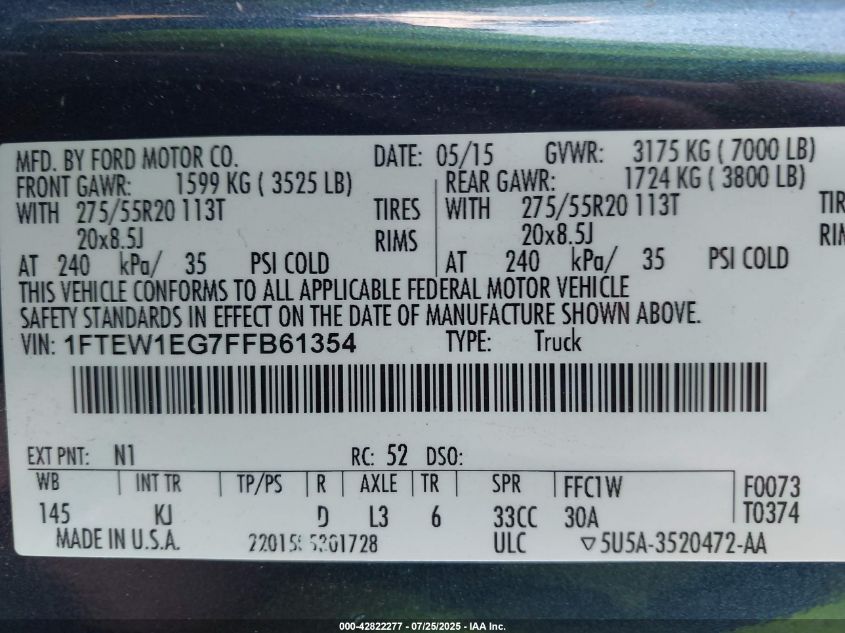 MFD. BY FORD MOTOR CO. DATE: 05/15 GVWR: 3175 KG ( 7000 LB)
FRONT GAWR: 1599 KG ( 3525 LB) REAR GAWR: 1724 KG ( 3800 LB)
WITH 275/55R20 113T TIRES WITH 275/55R20 113T TIR
20x8.5J RIMS 20x8.5J RIM
AT 240 kPa/ 35 PSI COLD AT 240 kPa/ 35 PSI COLD
THIS VEHICLE CONFORMS TO ALL APPLICABLE FEDERAL MOTOR VEHICLE
SAFETY STANDARDS IN EFFECT ON THE DATE OF MANUFACTURE SHOWN ABOVE.
VIN: 1FTEW1EG7FFB61354 TYPE: Truck
EXT PNT: N1 RC: 52 DSO:
WB INT TR TP/PS R AXLE TR SPR FFC1W F0073
145 KJ D L3 6 33CC 30A T0374
MADE IN U.S.A. ULC ▽5U5A-3520472-AA
000-42822277 - 07/25/2025 - IAA Inc.